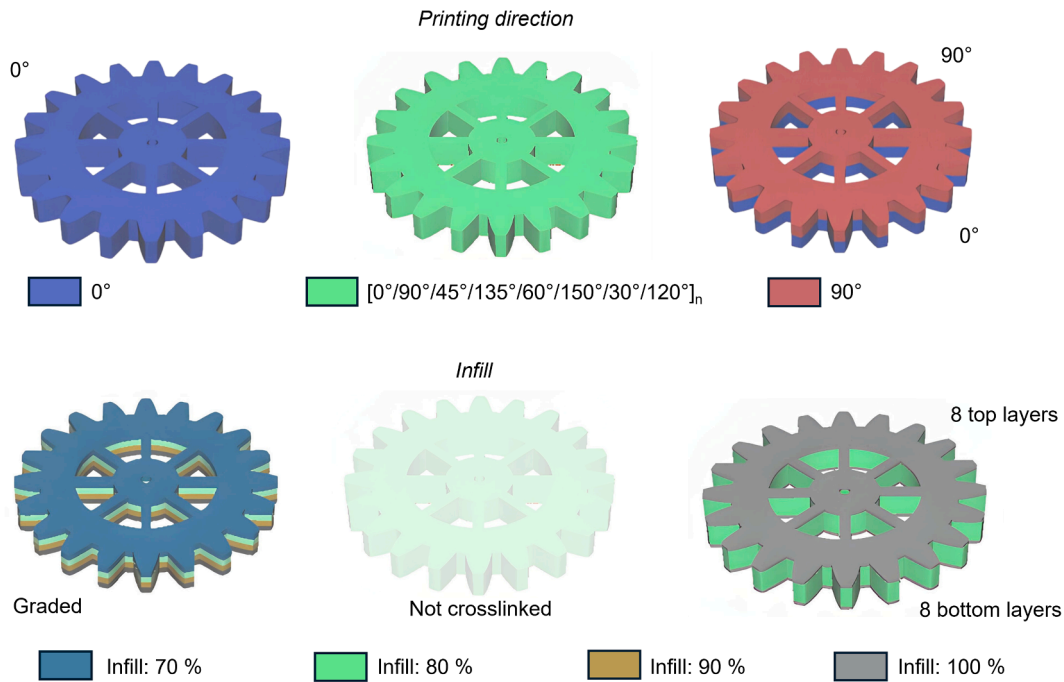 Printing direction
0°
90°
0°
0°
[0°/90°/45°/135°/60°/150°/30°/120°]n
90°
Infill
8 top layers
Graded
Not crosslinked
8 bottom layers
Infill: 70 %
Infill: 80 %
Infill: 90 %
Infill: 100 %